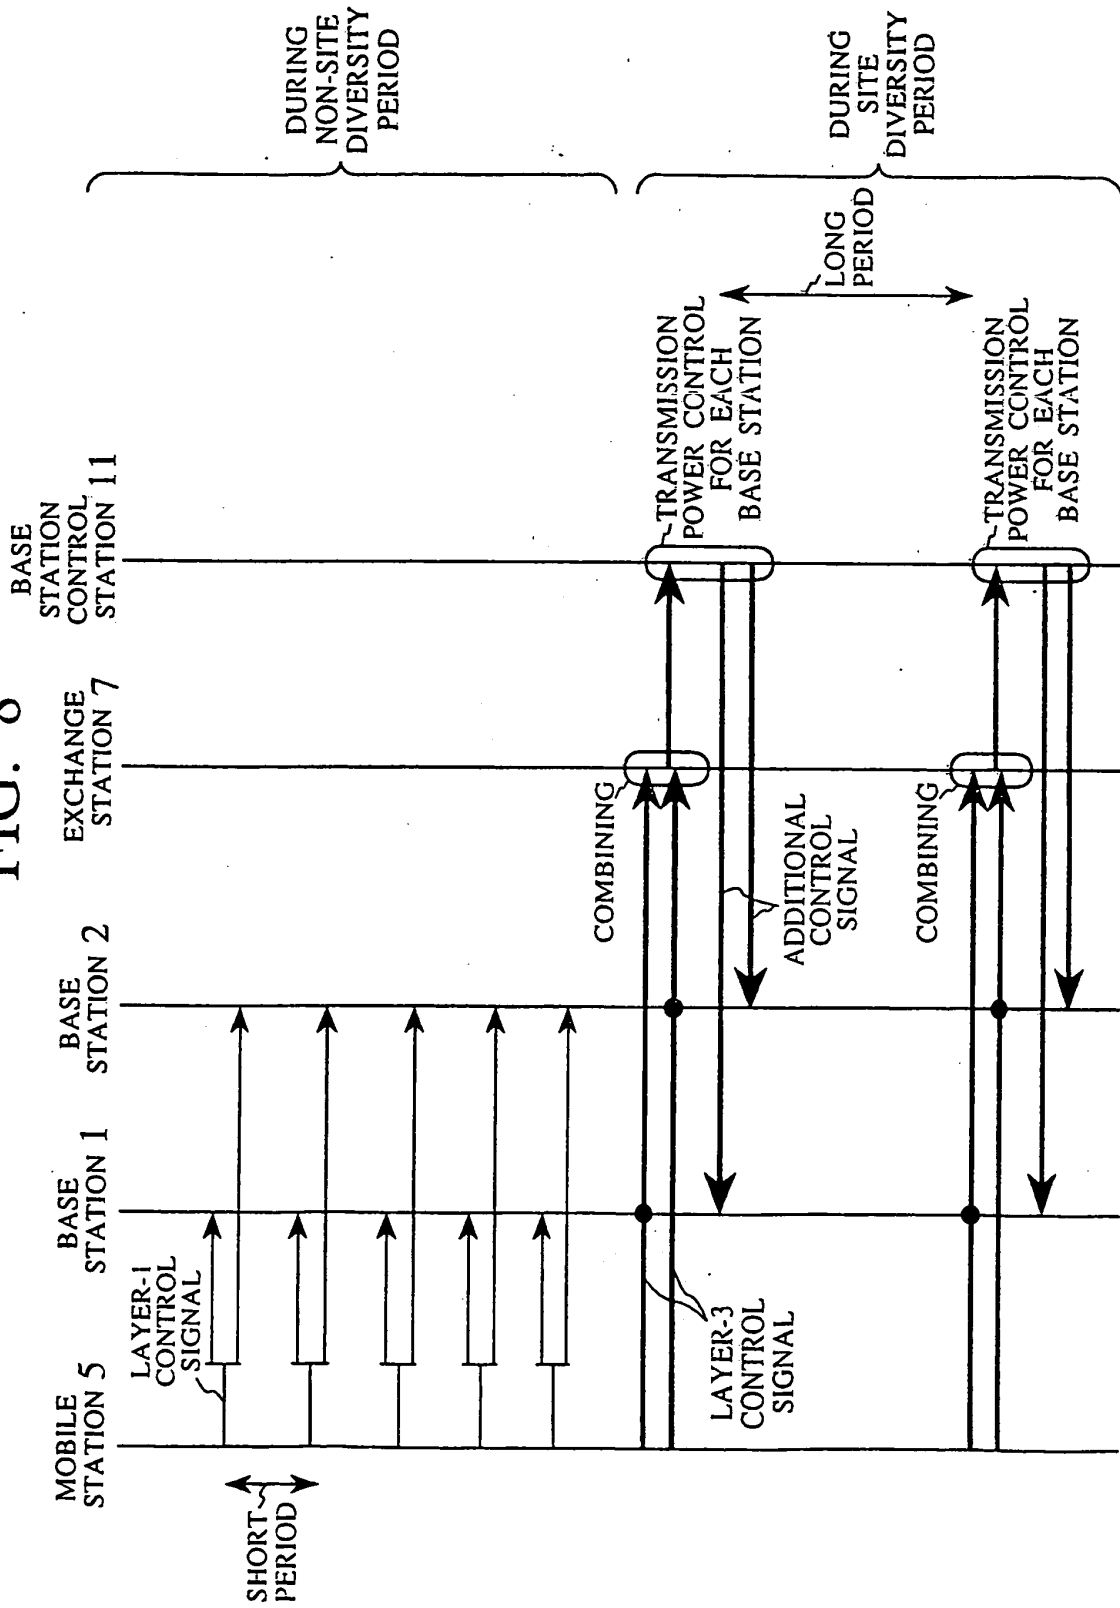 FIG. 8
MOBILE
STATION 5
BASE
STATION 1
BASE
STATION 2
EXCHANGE
STATION 7
BASE
STATION
CONTROL
STATION 11
SHORT
PERIOD
LAYER-1
CONTROL
SIGNAL
DURING
NON-SITE
DIVERSITY
PERIOD
LAYER-3
CONTROL
SIGNAL
COMBINING
ADDITIONAL
CONTROL
SIGNAL
TRANSMISSION
POWER CONTROL
FOR EACH
BASE STATION
LONG
PERIOD
DURING
SITE
DIVERSITY
PERIOD
COMBINING
TRANSMISSION
POWER CONTROL
FOR EACH
BASE STATION